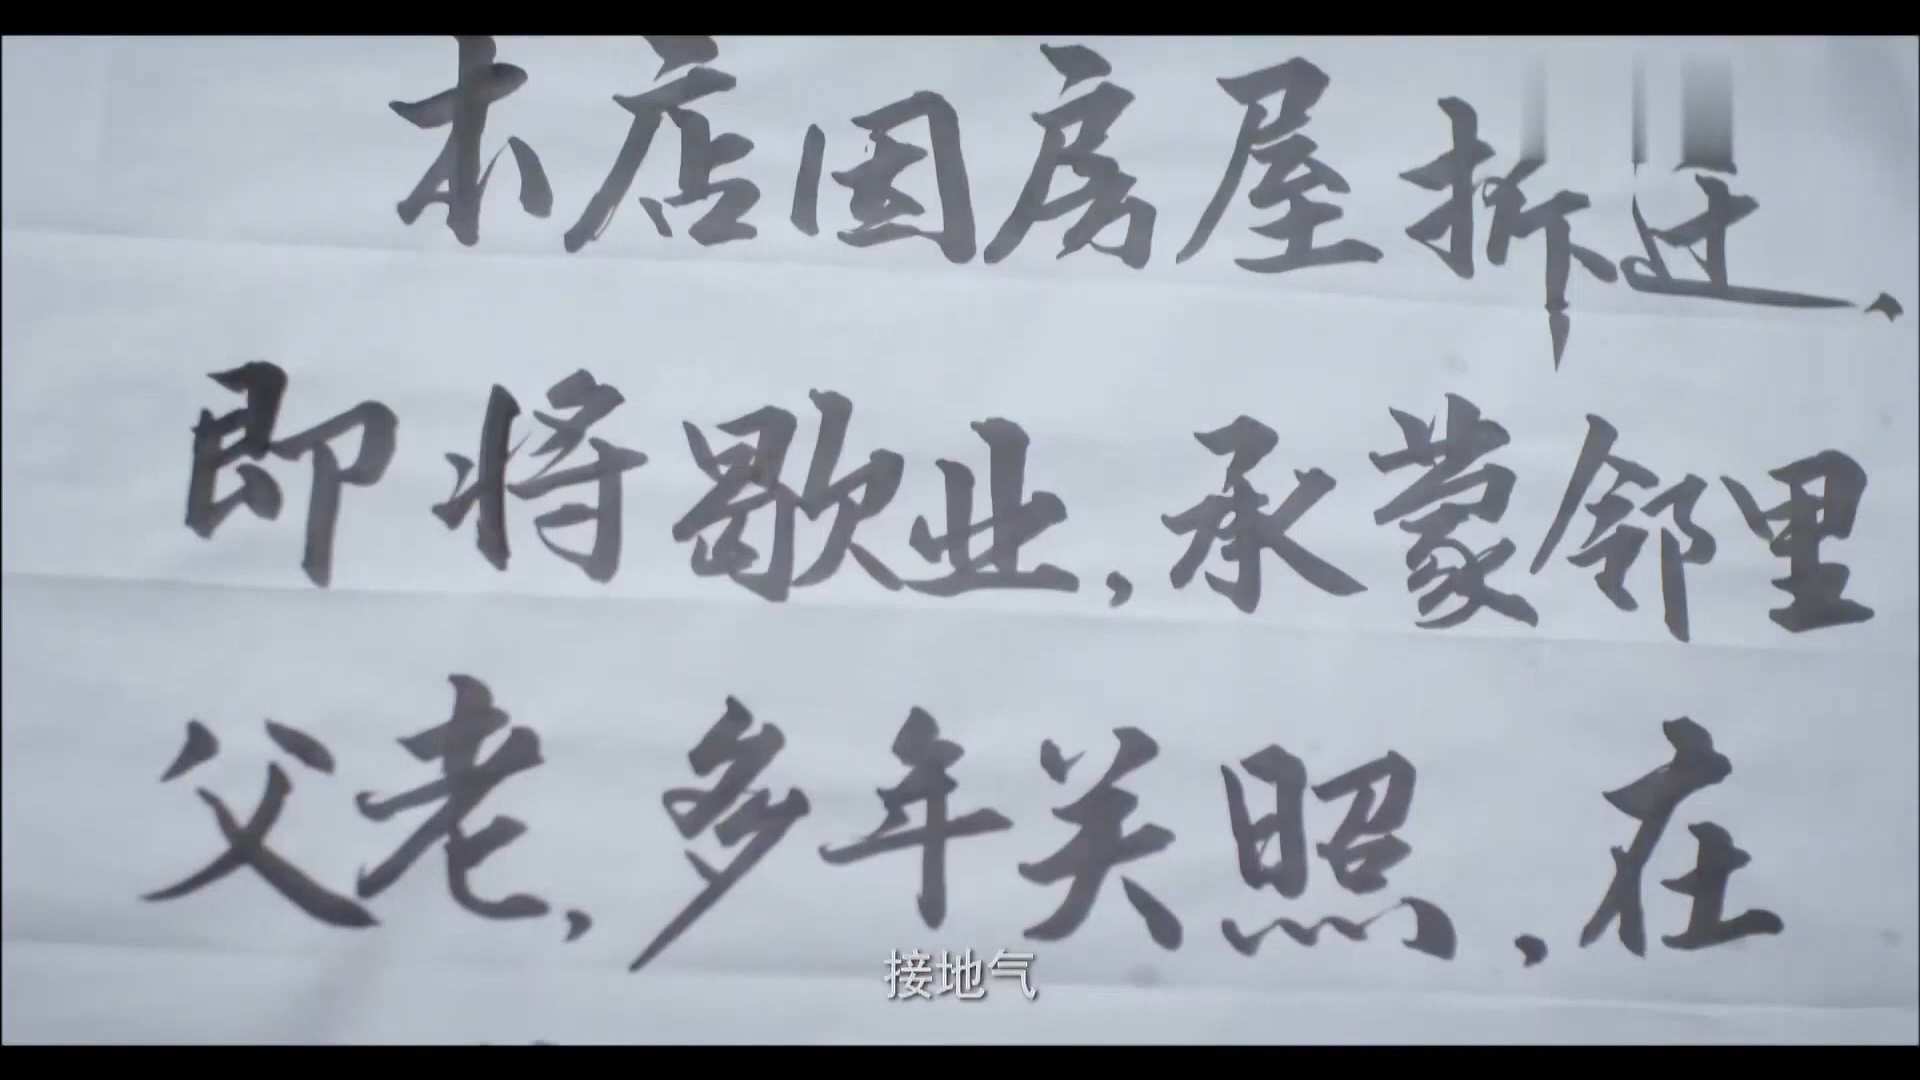 本店因房屋拆迁,
即将歇业,承蒙邻里
父老,多年关照,在
接地气